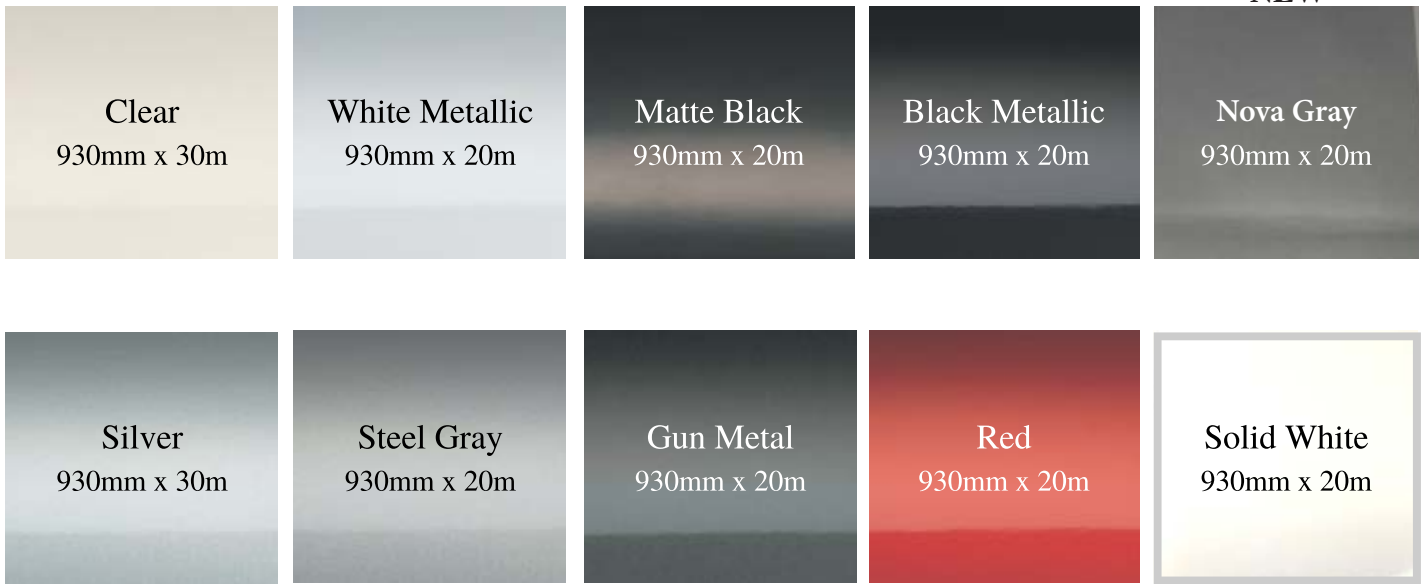 NEW
Clear
930mm x 30m
White Metallic
930mm x 20m
Matte Black
930mm x 20m
Black Metallic
930mm x 20m
Nova Gray
930mm x 20m
Silver
930mm x 30m
Steel Gray
930mm x 20m
Gun Metal
930mm x 20m
Red
930mm x 20m
Solid White
930mm x 20m